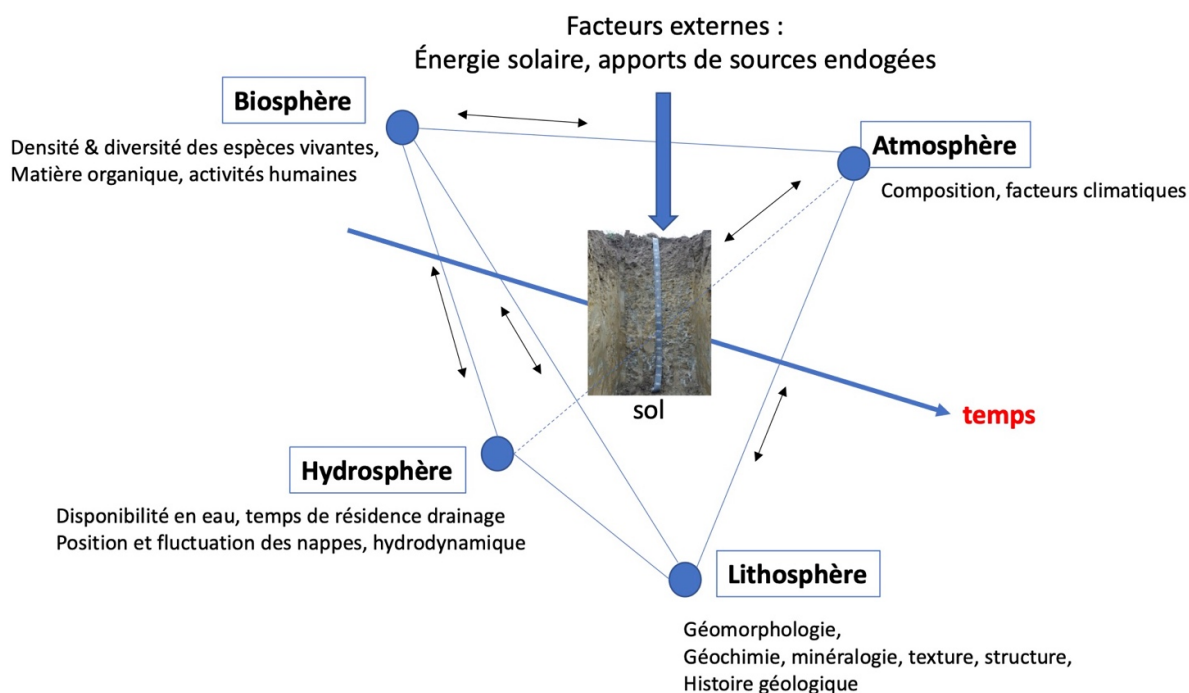 Facteurs externes :
Énergie solaire, apports de sources endogées
Biosphère
Densité & diversité des espèces vivantes,
Matière organique, activités humaines
Atmosphère
Composition, facteurs climatiques
sol
temps
Hydrosphère
Disponibilité en eau, temps de résidence drainage
Position et fluctuation des nappes, hydrodynamique
Lithosphère
Géomorphologie,
Géochimie, minéralogie, texture, structure,
Histoire géologique